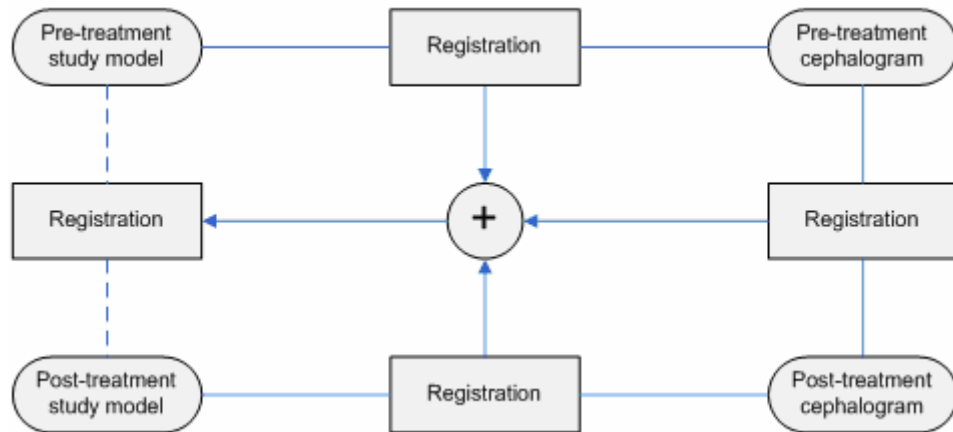 Pre-treatment
study model
Registration
Pre-treatment
cephalogram
Registration
+
Registration
Post-treatment
study model
Registration
Post-treatment
cephalogram